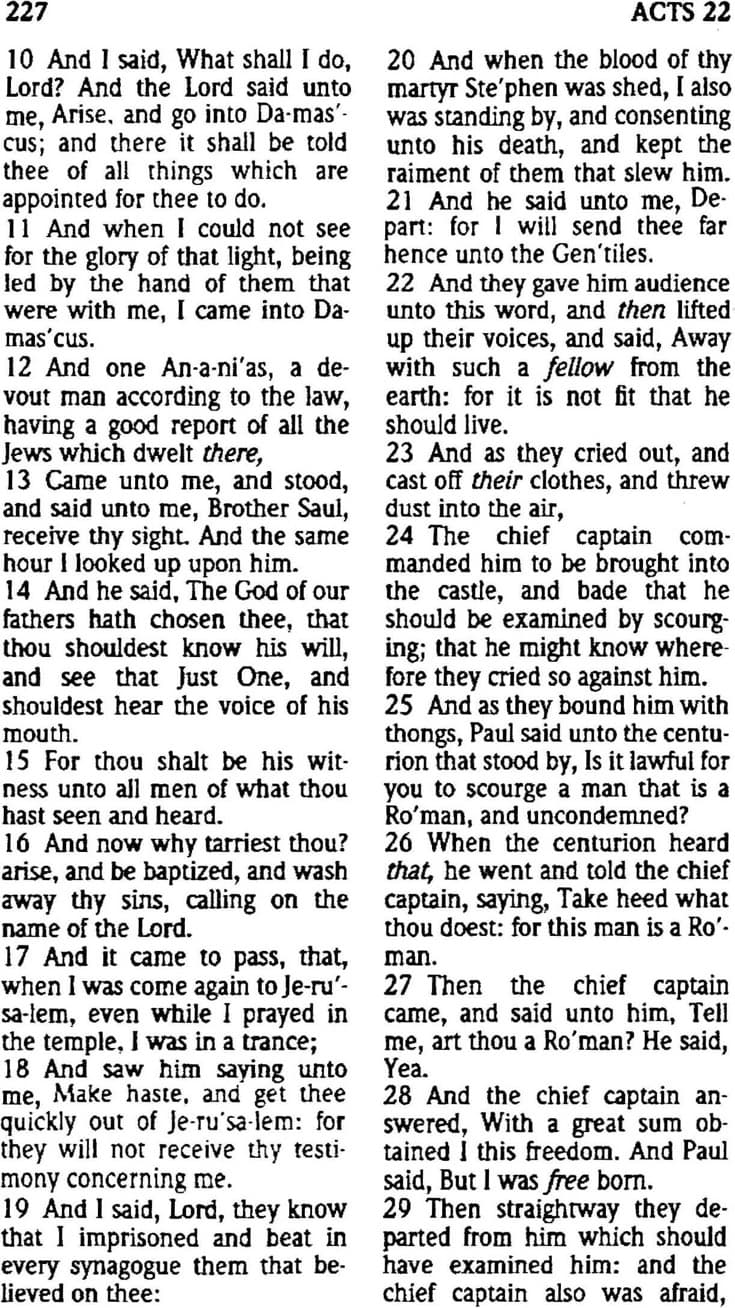 227
ACTS 22
10 And I said, What shall I do,
Lord? And the Lord said unto
me, Arise, and go into Da-mas'-
cus; and there it shall be told
thee of all things which are
appointed for thee to do.
11 And when I could not see
for the glory of that light, being
led by the hand of them that
were with me, I came into Da-
mas'cus.
12 And one An-a-ni'as, a de-
vout man according to the law,
having a good report of all the
Jews which dwelt there,
13 Came unto me, and stood,
and said unto me, Brother Saul,
receive thy sight. And the same
hour I looked up upon him.
14 And he said, The God of our
fathers hath chosen thee, that
thou shouldest know his will,
and see that Just One, and
shouldest hear the voice of his
mouth.
15 For thou shalt be his wit-
ness unto all men of what thou
hast seen and heard.
16 And now why tarriest thou?
arise, and be baptized, and wash
away thy sins, calling on the
name of the Lord.
17 And it came to pass, that,
when I was come again to Je-ru'-
sa-lem, even while I prayed in
the temple, I was in a trance;
18 And saw him saying unto
me, Make haste, and get thee
quickly out of Je-ru'sa-lem: for
they will not receive thy testi-
mony concerning me.
19 And I said, Lord, they know
that I imprisoned and beat in
every synagogue them that be-
lieved on thee:
20 And when the blood of thy
martyr Ste'phen was shed, I also
was standing by, and consenting
unto his death, and kept the
raiment of them that slew him.
21 And he said unto me, De-
part: for I will send thee far
hence unto the Gen'tiles.
22 And they gave him audience
unto this word, and then lifted
up their voices, and said, Away
with such a fellow from the
earth: for it is not fit that he
should live.
23 And as they cried out, and
cast off their clothes, and threw
dust into the air,
24 The chief captain com-
manded him to be brought into
the castle, and bade that he
should be examined by scourg-
ing; that he might know where-
fore they cried so against him.
25 And as they bound him with
thongs, Paul said unto the centu-
rion that stood by, Is it lawful for
you to scourge a man that is a
Ro'man, and uncondemned?
26 When the centurion heard
that, he went and told the chief
captain, saying, Take heed what
thou doest: for this man is a Ro'-
man.
27 Then the chief captain
came, and said unto him, Tell
me, art thou a Ro'man? He said,
Yea.
28 And the chief captain an-
swered, With a great sum ob-
tained I this freedom. And Paul
said, But I was free born.
29 Then straightway they de-
parted from him which should
have examined him: and the
chief captain also was afraid,